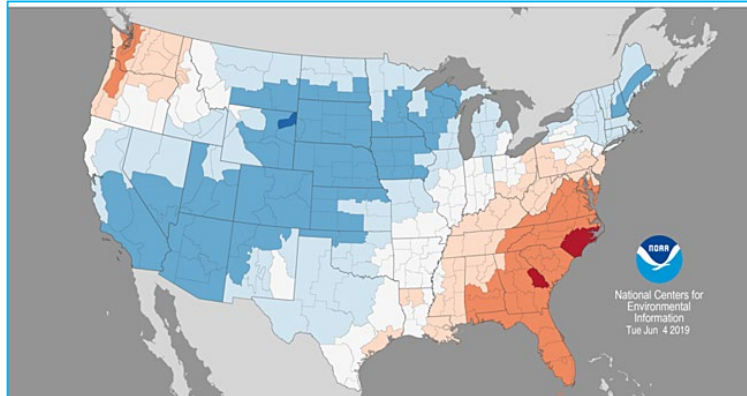 NOAA
National Centers for
Environmental
Information
Tue Jun 4 2019